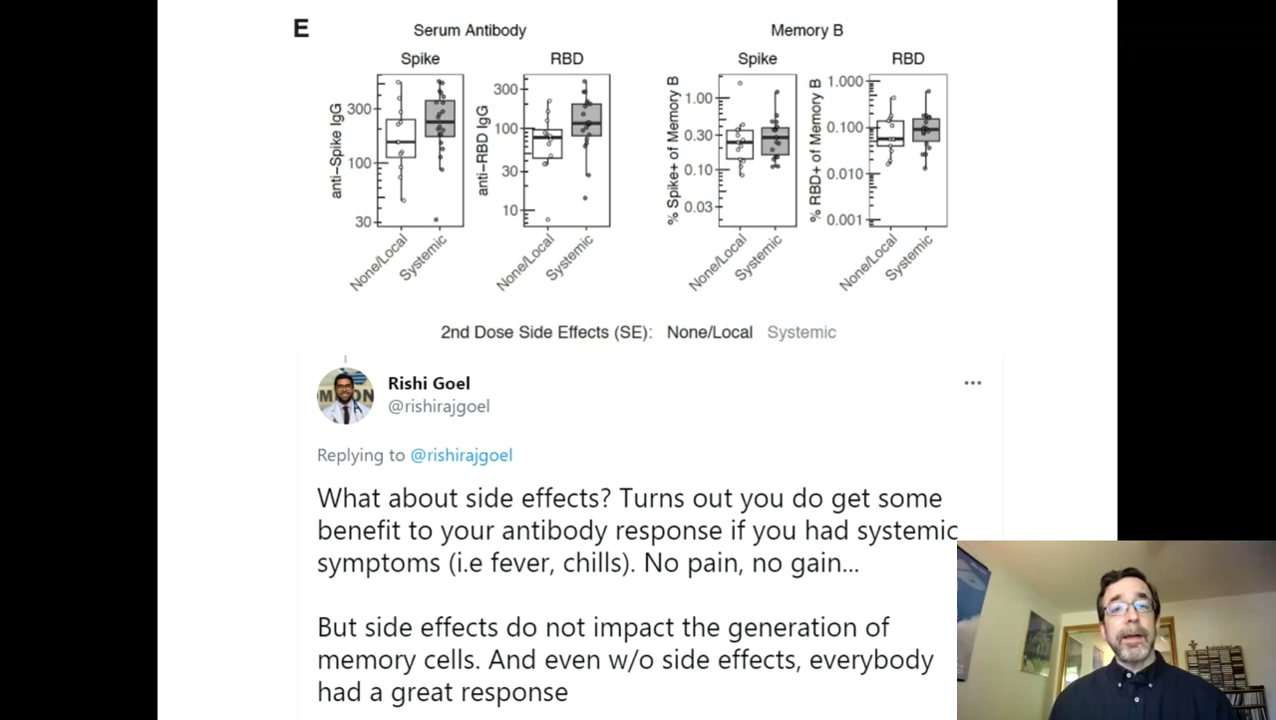 E
Serum Antibody
Memory B
Spike
RBD
Spike
RBD
anti−Spike IgG
300
100
30
None/Local
Systemic
anti−RBD IgG
300
100
30
10
None/Local
Systemic
% Spike+ of Memory B
1.00
0.30
0.10
0.03
None/Local
Systemic
% RBD+ of Memory B
1.000
0.100
0.010
0.001
None/Local
Systemic
2nd Dose Side Effects (SE): None/Local Systemic
Rishi Goel
@rishirajgoel
Replying to @rishirajgoel
What about side effects? Turns out you do get some
benefit to your antibody response if you had systemic
symptoms (i.e fever, chills). No pain, no gain...
But side effects do not impact the generation of
memory cells. And even w/o side effects, everybody
had a great response